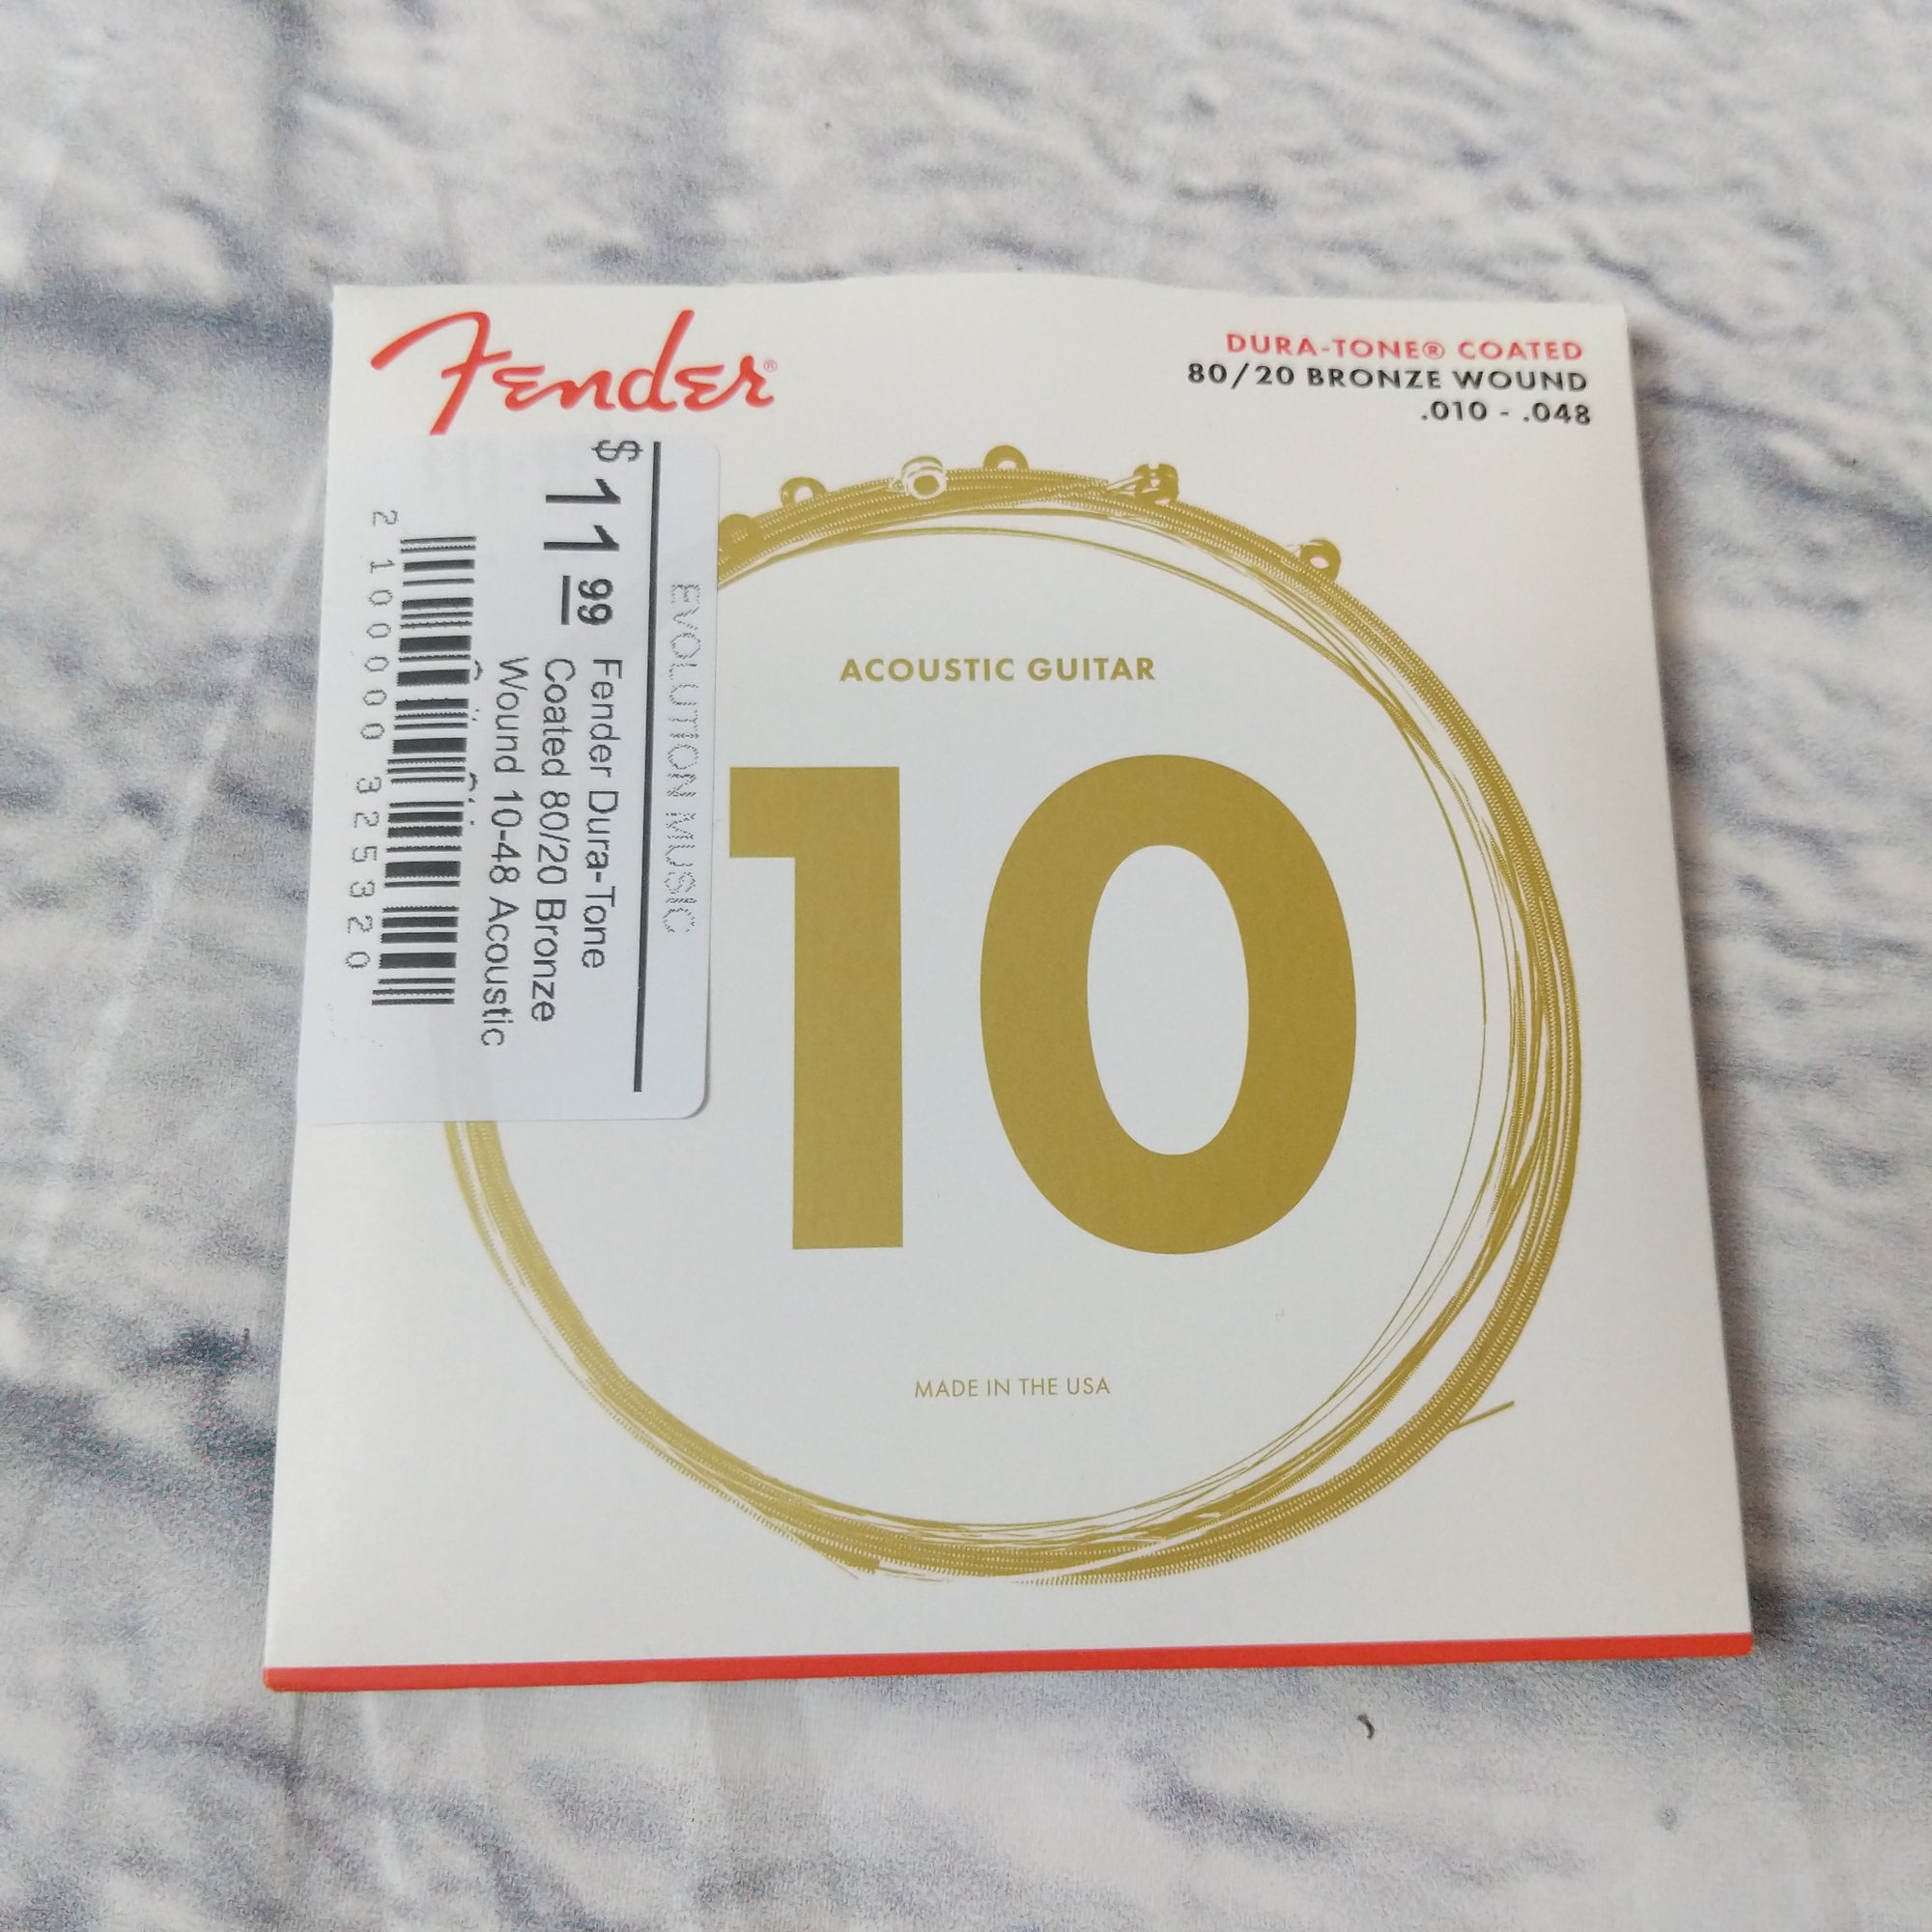 Fender®
DURA-TONE® COATED
80/20 BRONZE WOUND
.010 - .048
EVOLUTION MUSIC
$11 99
Fender Dura-Tone
Coated 80/20 Bronze
Wound 10-48 Acoustic
2 100000 325320
ACOUSTIC GUITAR
10
MADE IN THE USA